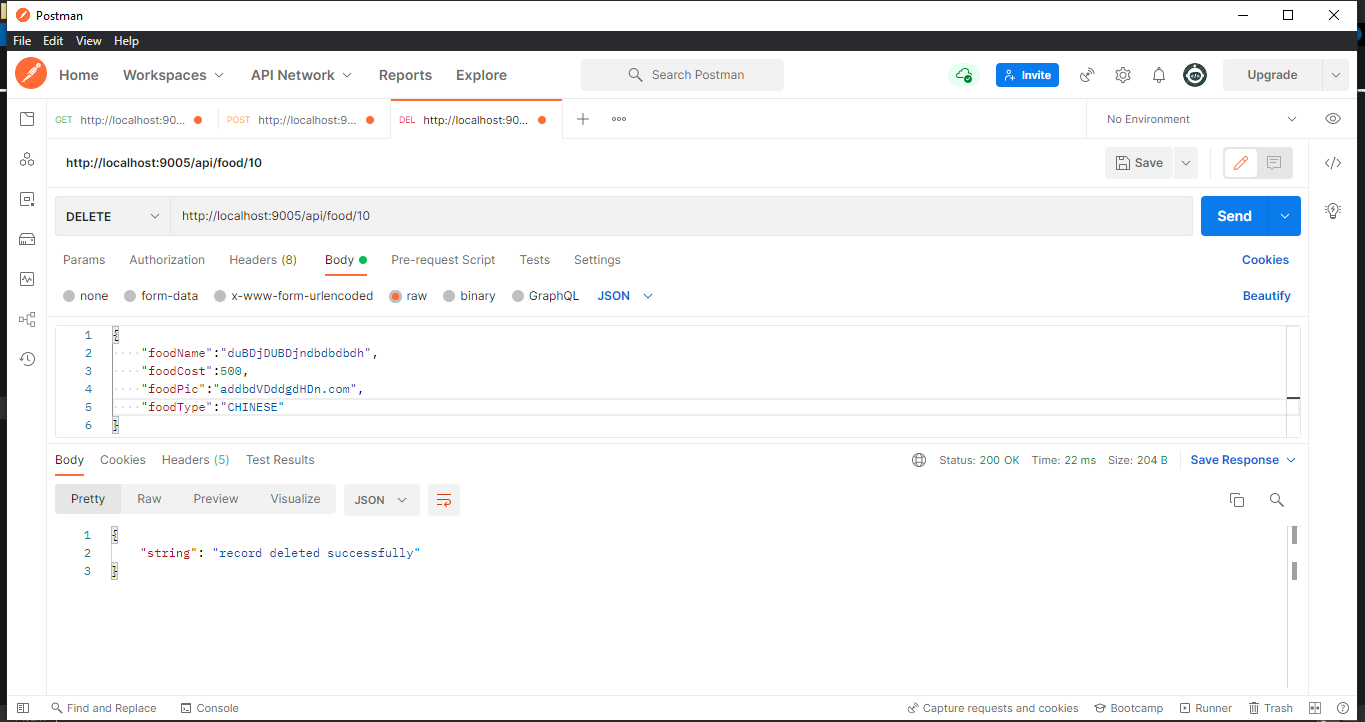 Postman
File Edit View Help
Home Workspaces API Network Reports Explore Search Postman Invite Upgrade
GET http://localhost:90... POST http://localhost:9... DEL http://localhost:90... No Environment
http://localhost:9005/api/food/10 Save
DELETE http://localhost:9005/api/food/10 Send
Params Authorization Headers (8) Body Pre-request Script Tests Settings Cookies
none form-data x-www-form-urlencoded raw binary GraphQL JSON Beautify
1 {
2 "foodName":"duBDjDUBDjndbdbdbdh",
3 "foodCost":500,
4 "foodPic":"addbdVDddgdHDn.com",
5 "foodType":"CHINESE"
6 }
Body Cookies Headers (5) Test Results Status: 200 OK Time: 22 ms Size: 204 B Save Response
Pretty Raw Preview Visualize JSON
1 {
2 "string": "record deleted successfully"
3 }
Find and Replace Console Capture requests and cookies Bootcamp Runner Trash